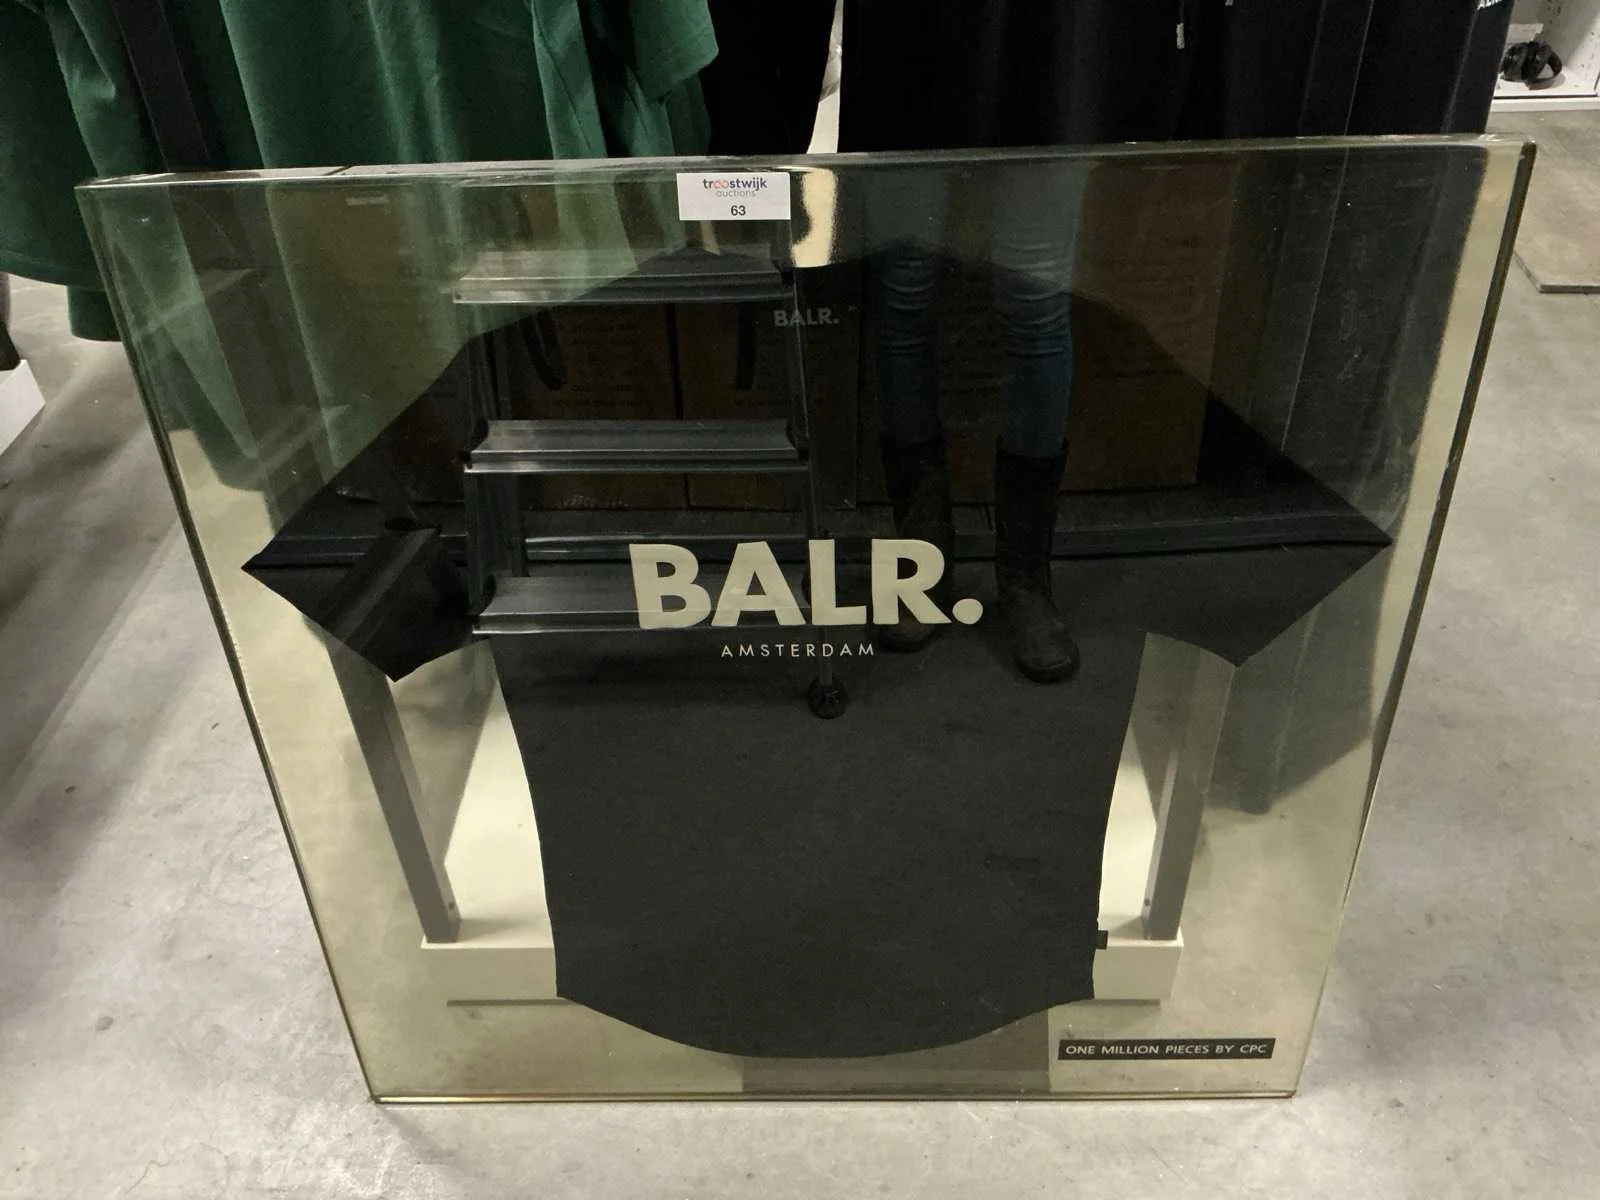 troostwijk
auctions
63
BALR.
BALR.
AMSTERDAM
ONE MILLION PIECES BY CPC